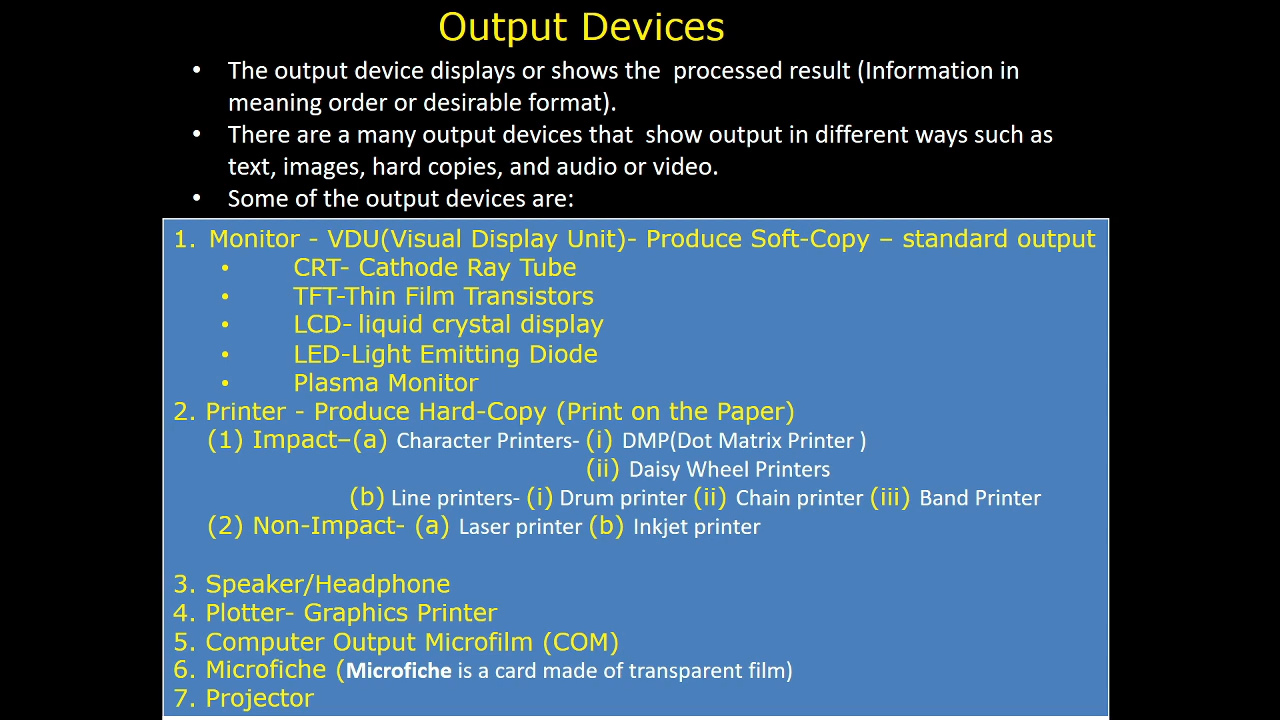 Output Devices
• The output device displays or shows the processed result (Information in
meaning order or desirable format).
• There are a many output devices that show output in different ways such as
text, images, hard copies, and audio or video.
• Some of the output devices are:
1. Monitor - VDU(Visual Display Unit)- Produce Soft-Copy – standard output
• CRT- Cathode Ray Tube
• TFT-Thin Film Transistors
• LCD- liquid crystal display
• LED-Light Emitting Diode
• Plasma Monitor
2. Printer - Produce Hard-Copy (Print on the Paper)
(1) Impact–(a) Character Printers- (i) DMP(Dot Matrix Printer )
(ii) Daisy Wheel Printers
(b) Line printers- (i) Drum printer (ii) Chain printer (iii) Band Printer
(2) Non-Impact- (a) Laser printer (b) Inkjet printer
3. Speaker/Headphone
4. Plotter- Graphics Printer
5. Computer Output Microfilm (COM)
6. Microfiche (Microfiche is a card made of transparent film)
7. Projector